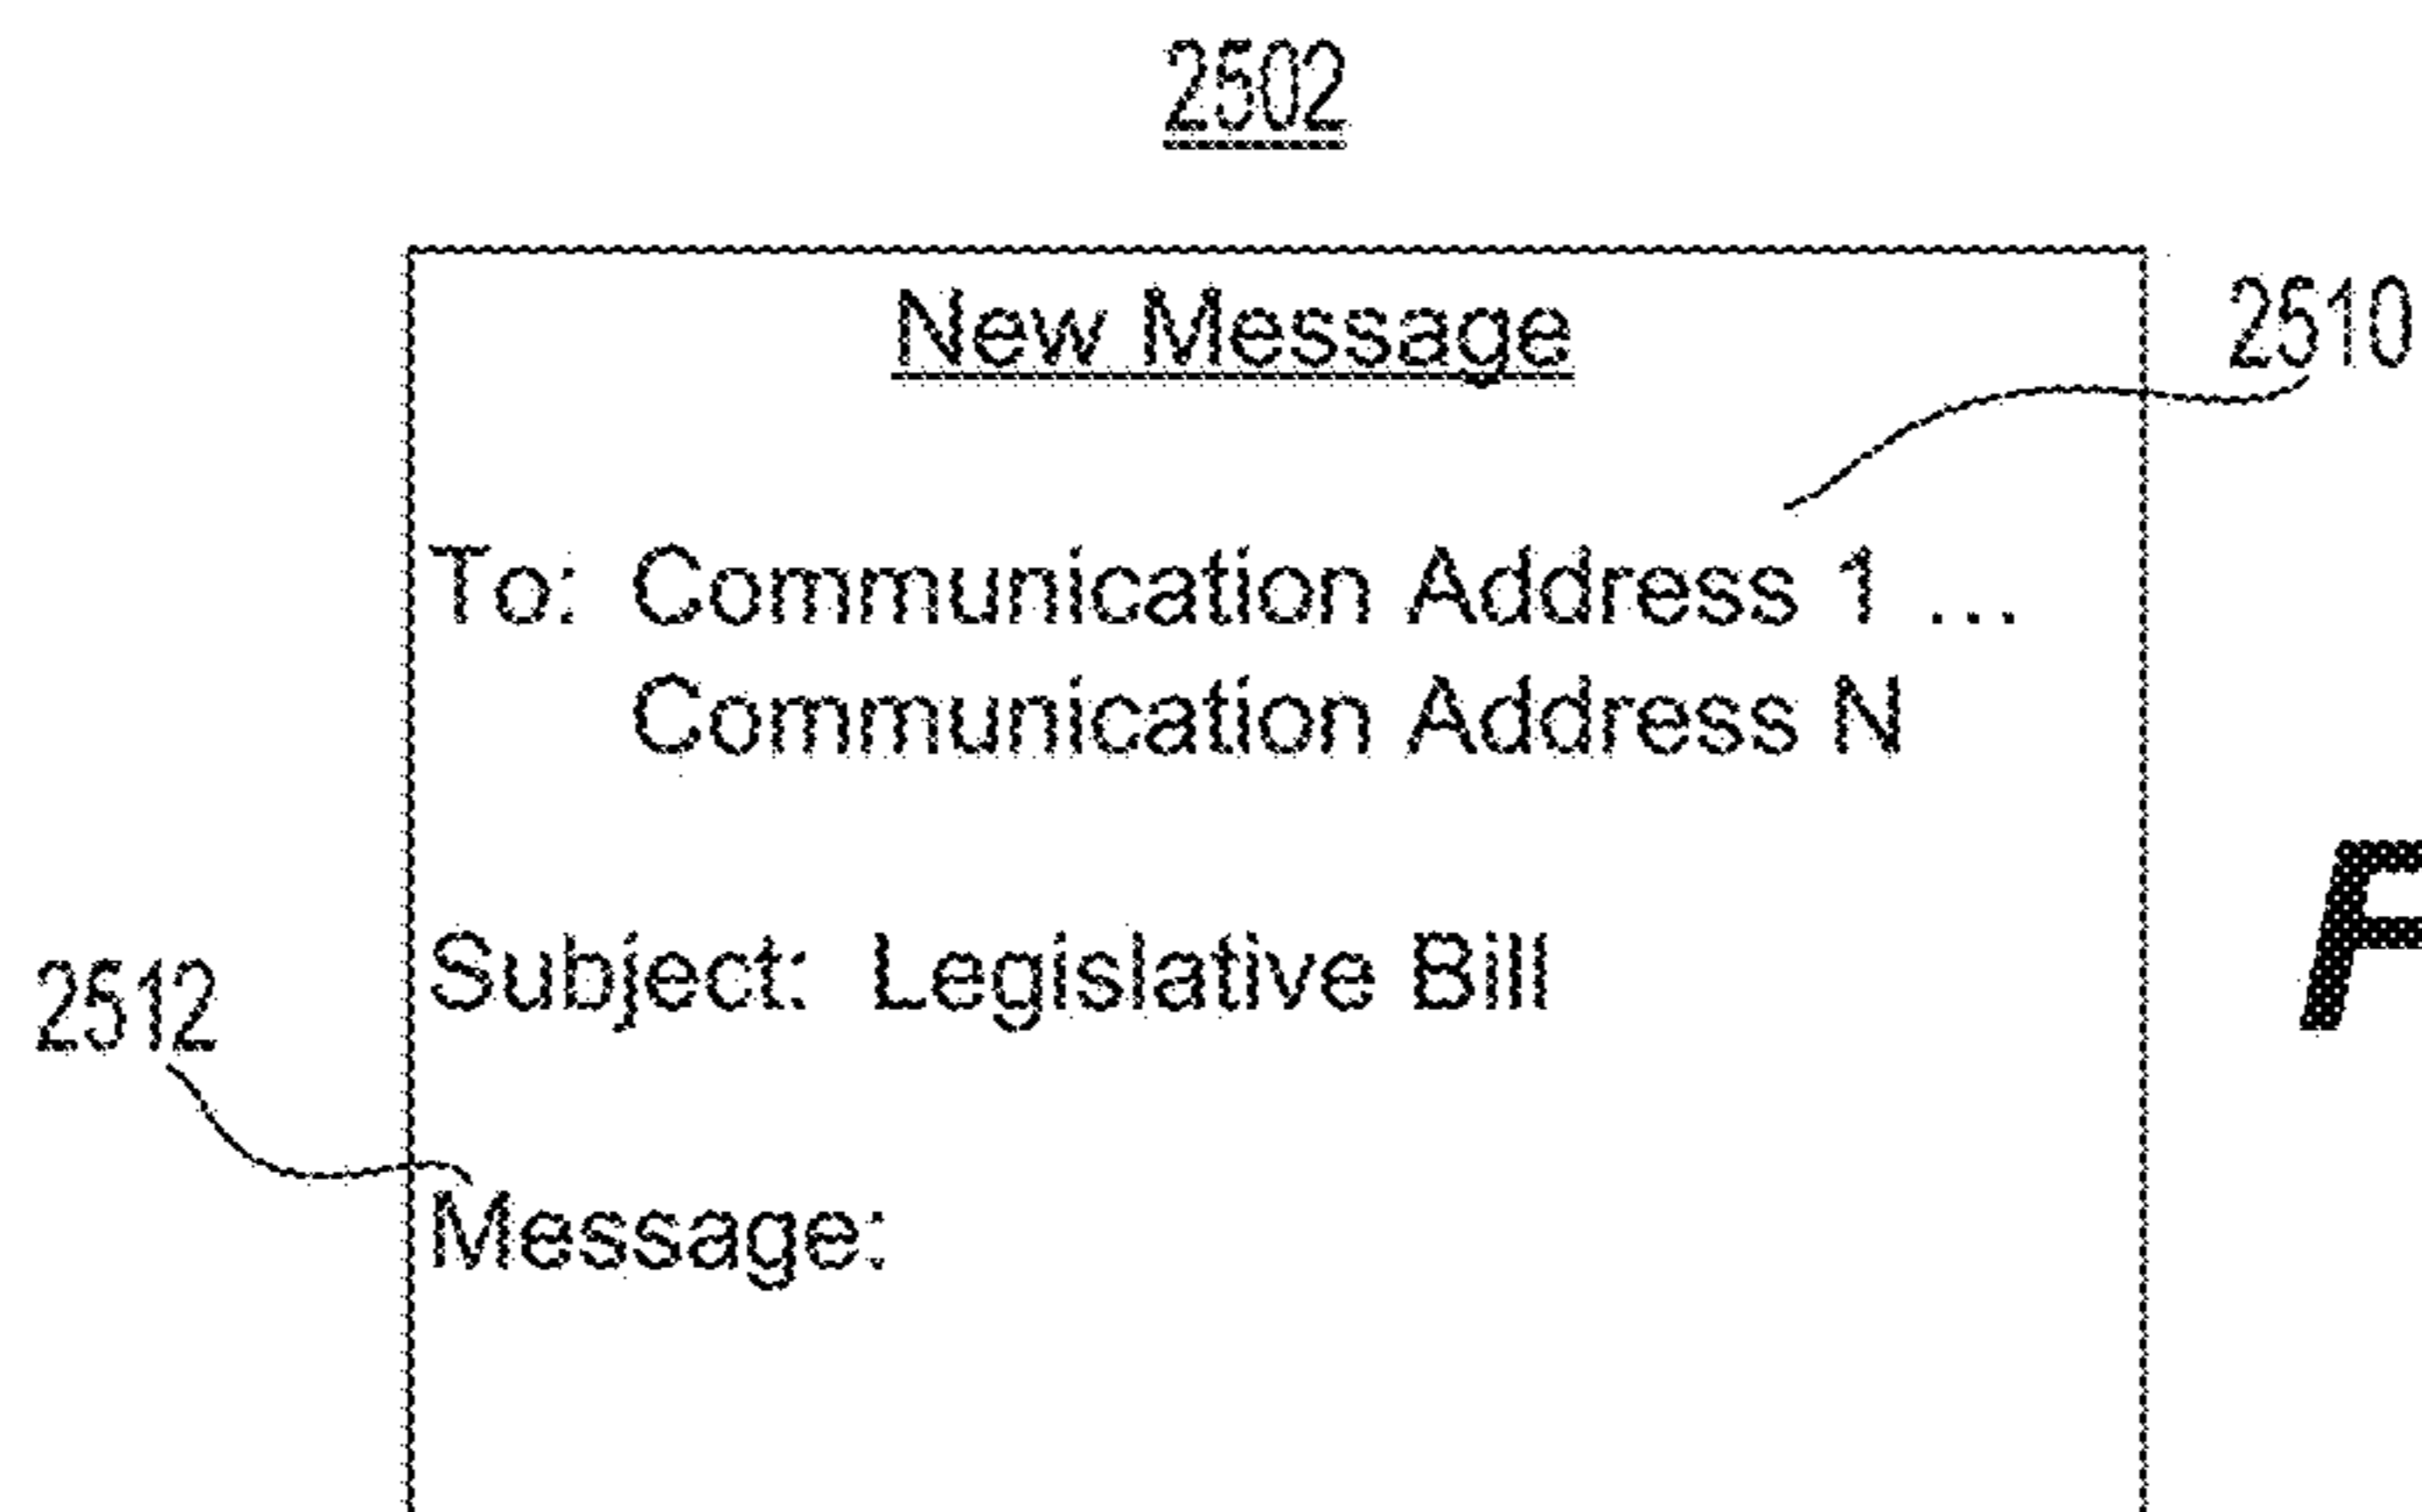 2502
New Message
2510
To: Communication Address 1 ...
Communication Address N
F
2512
Subject: Legislative Bill
Message: